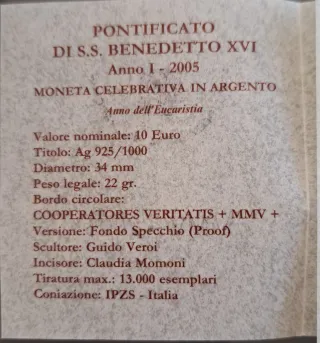 PONTIFICATO
DI S.S. BENEDETTO XVI
Anno I - 2005
MONETA CELEBRATIVA IN ARGENTO
Anno dell'Eucaristia
Valore nominale: 10 Euro
Titolo: Ag 925/1000
Diametro: 34 mm
Peso legale: 22 gr.
Bordo circolare:
COOPERATORES VERITATIS + MMV +
Versione: Fondo Specchio (Proof)
Scultore: Guido Veroi
Incisore: Claudia Momoni
Tiratura max.: 13.000 esemplari
Coniazione: IPZS - Italia